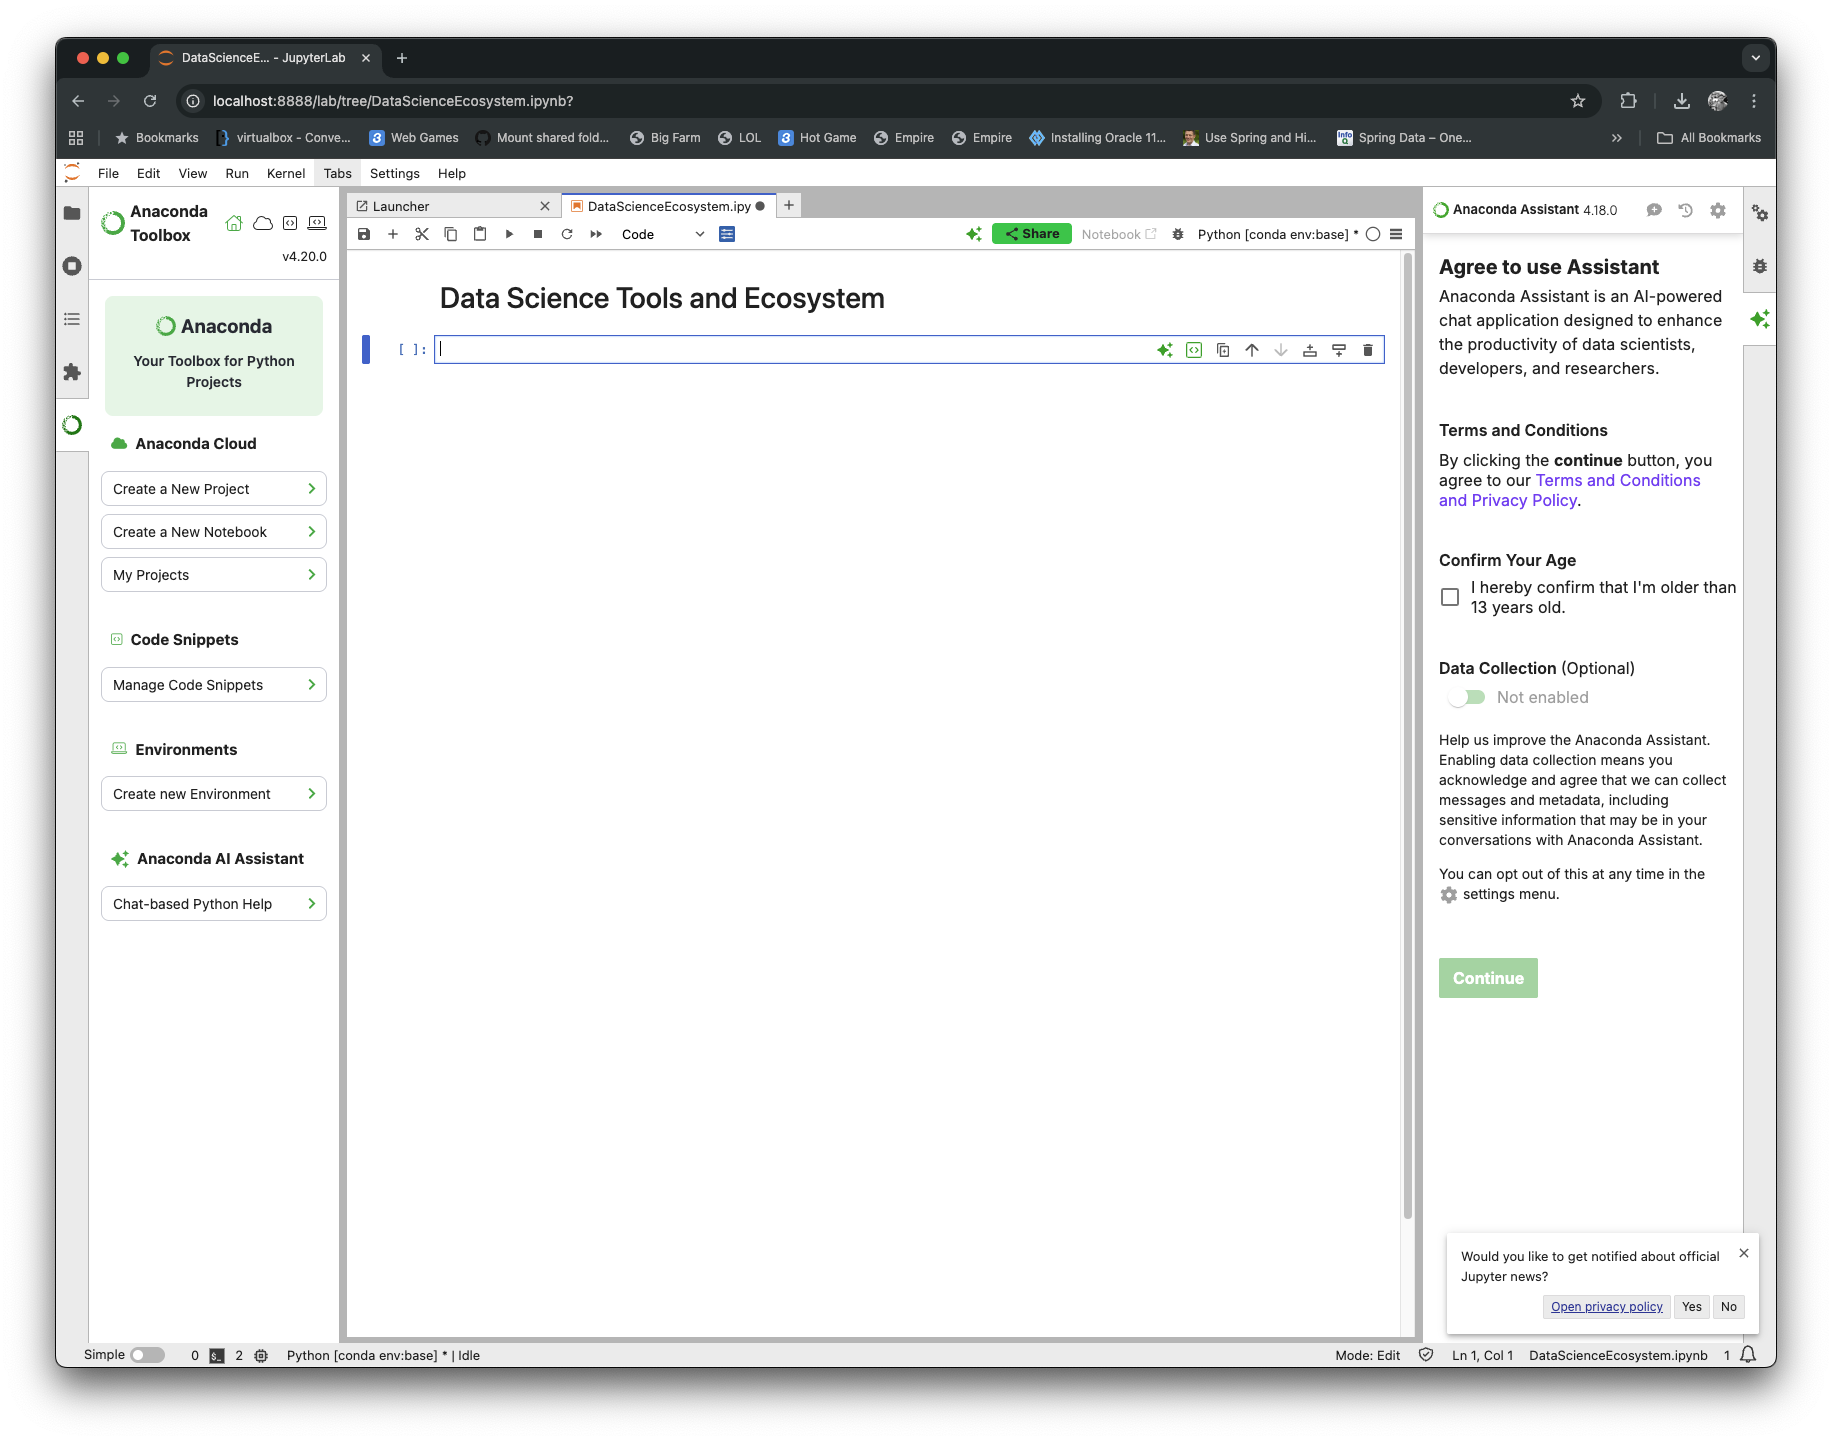 DataScienceE... - JupyterLab
localhost:8888/lab/tree/DataScienceEcosystem.ipynb?
Bookmarks
virtualbox - Conve...
Web Games
Mount shared fold...
Big Farm
LOL
Hot Game
Empire
Empire
Installing Oracle 11...
Use Spring and Hi...
Spring Data – One...
All Bookmarks
File Edit View Run Kernel Tabs Settings Help
Anaconda
Toolbox
v4.20.0
Anaconda
Your Toolbox for Python
Projects
Anaconda Cloud
Create a New Project
Create a New Notebook
My Projects
Code Snippets
Manage Code Snippets
Environments
Create new Environment
Anaconda AI Assistant
Chat-based Python Help
Launcher
DataScienceEcosystem.ipy
Code
Share
Notebook
Python [conda env:base] *
Data Science Tools and Ecosystem
[ ]:
Anaconda Assistant 4.18.0
Agree to use Assistant
Anaconda Assistant is an AI-powered
chat application designed to enhance
the productivity of data scientists,
developers, and researchers.
Terms and Conditions
By clicking the continue button, you
agree to our Terms and Conditions
and Privacy Policy.
Confirm Your Age
I hereby confirm that I'm older than
13 years old.
Data Collection (Optional)
Not enabled
Help us improve the Anaconda Assistant.
Enabling data collection means you
acknowledge and agree that we can collect
messages and metadata, including
sensitive information that may be in your
conversations with Anaconda Assistant.
You can opt out of this at any time in the
settings menu.
Continue
Would you like to get notified about official
Jupyter news?
Open privacy policy
Yes
No
Simple
0
2
Python [conda env:base] * | Idle
Mode: Edit
Ln 1, Col 1
DataScienceEcosystem.ipynb
1